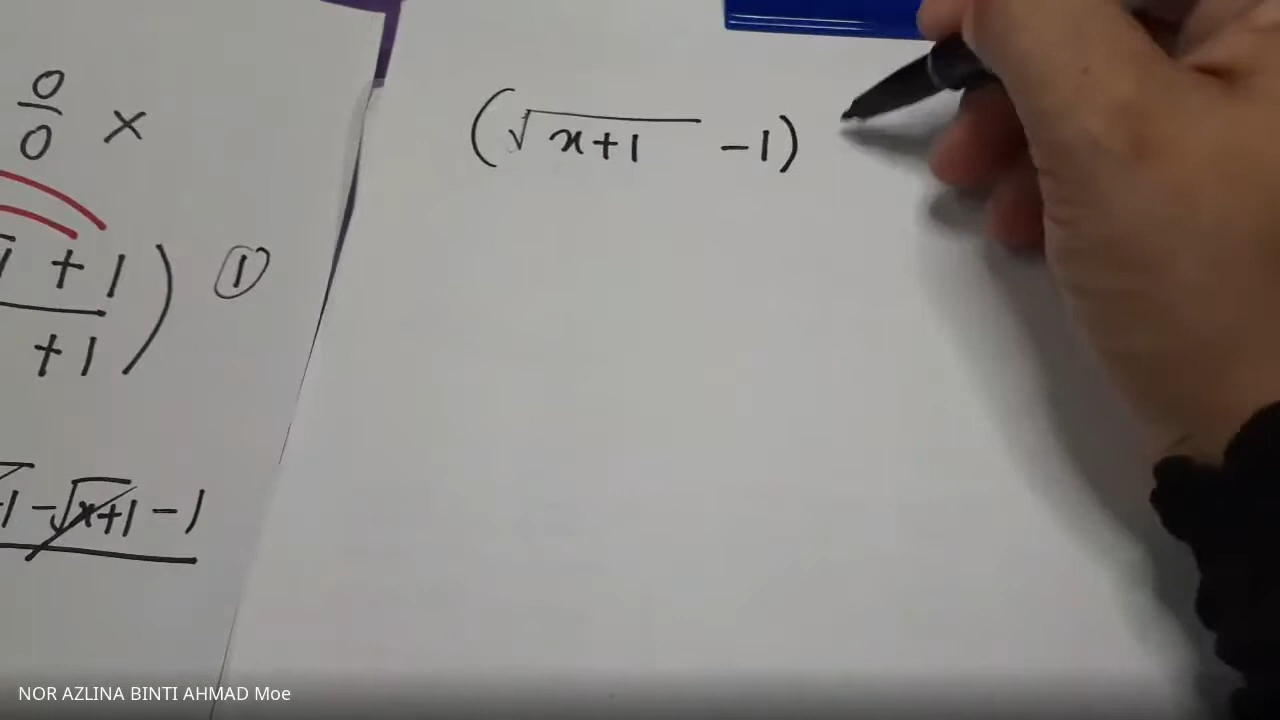 0/0 ×
(√x+1 -1)
+1) ①
+1
-√x+1 -1
NOR AZLINA BINTI AHMAD Moe